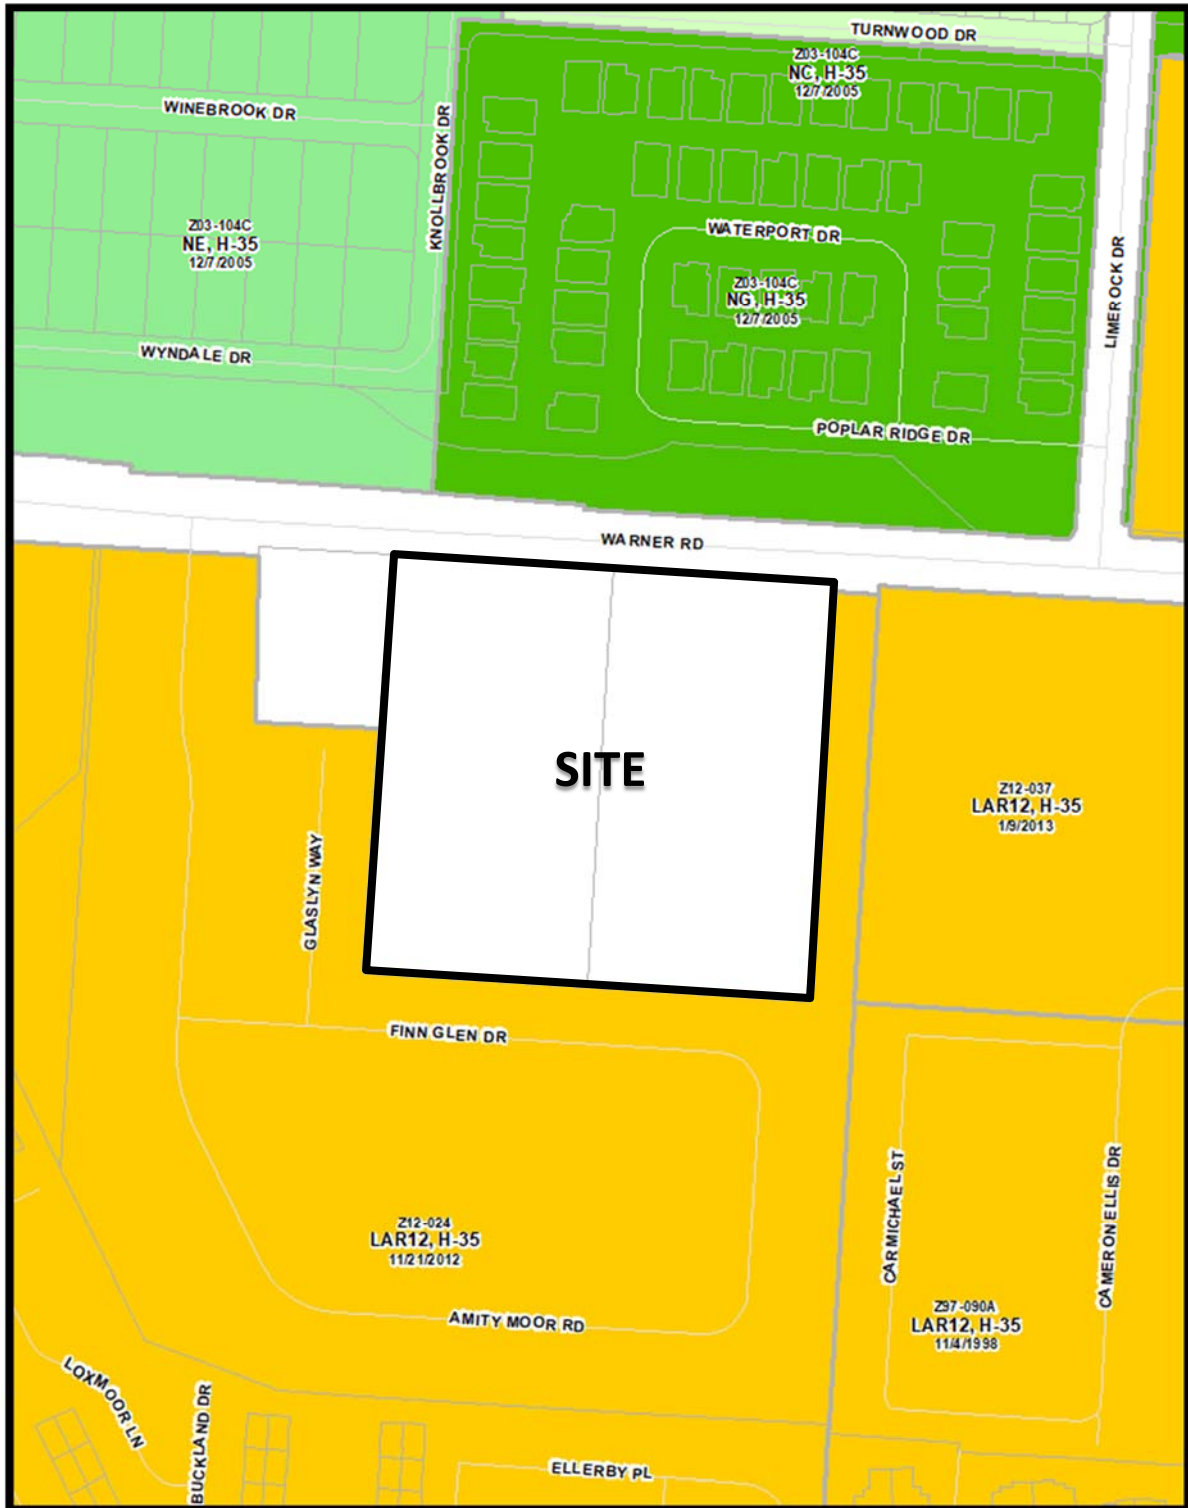 TURNWOOD DR
Z03-104C
NC, H-35
12/7/2005
WINEBROOK DR
KNOLLBROOK DR
Z03-104C
NE, H-35
12/7/2005
WATERPORT DR
LIMEROCK DR
Z03-104C
NG, H-35
12/7/2005
WYNDALE DR
POPLAR RIDGE DR
WARNER RD
SITE
Z12-037
LAR12, H-35
1/9/2013
GLASLYN WAY
FINN GLEN DR
CARMICHAEL ST
CAMERON ELLIS DR
Z12-024
LAR12, H-35
11/21/2012
AMITY MOOR RD
Z97-090A
LAR12, H-35
11/4/1998
LOXMOOR LN
BUCKLAND DR
ELLERBY PL